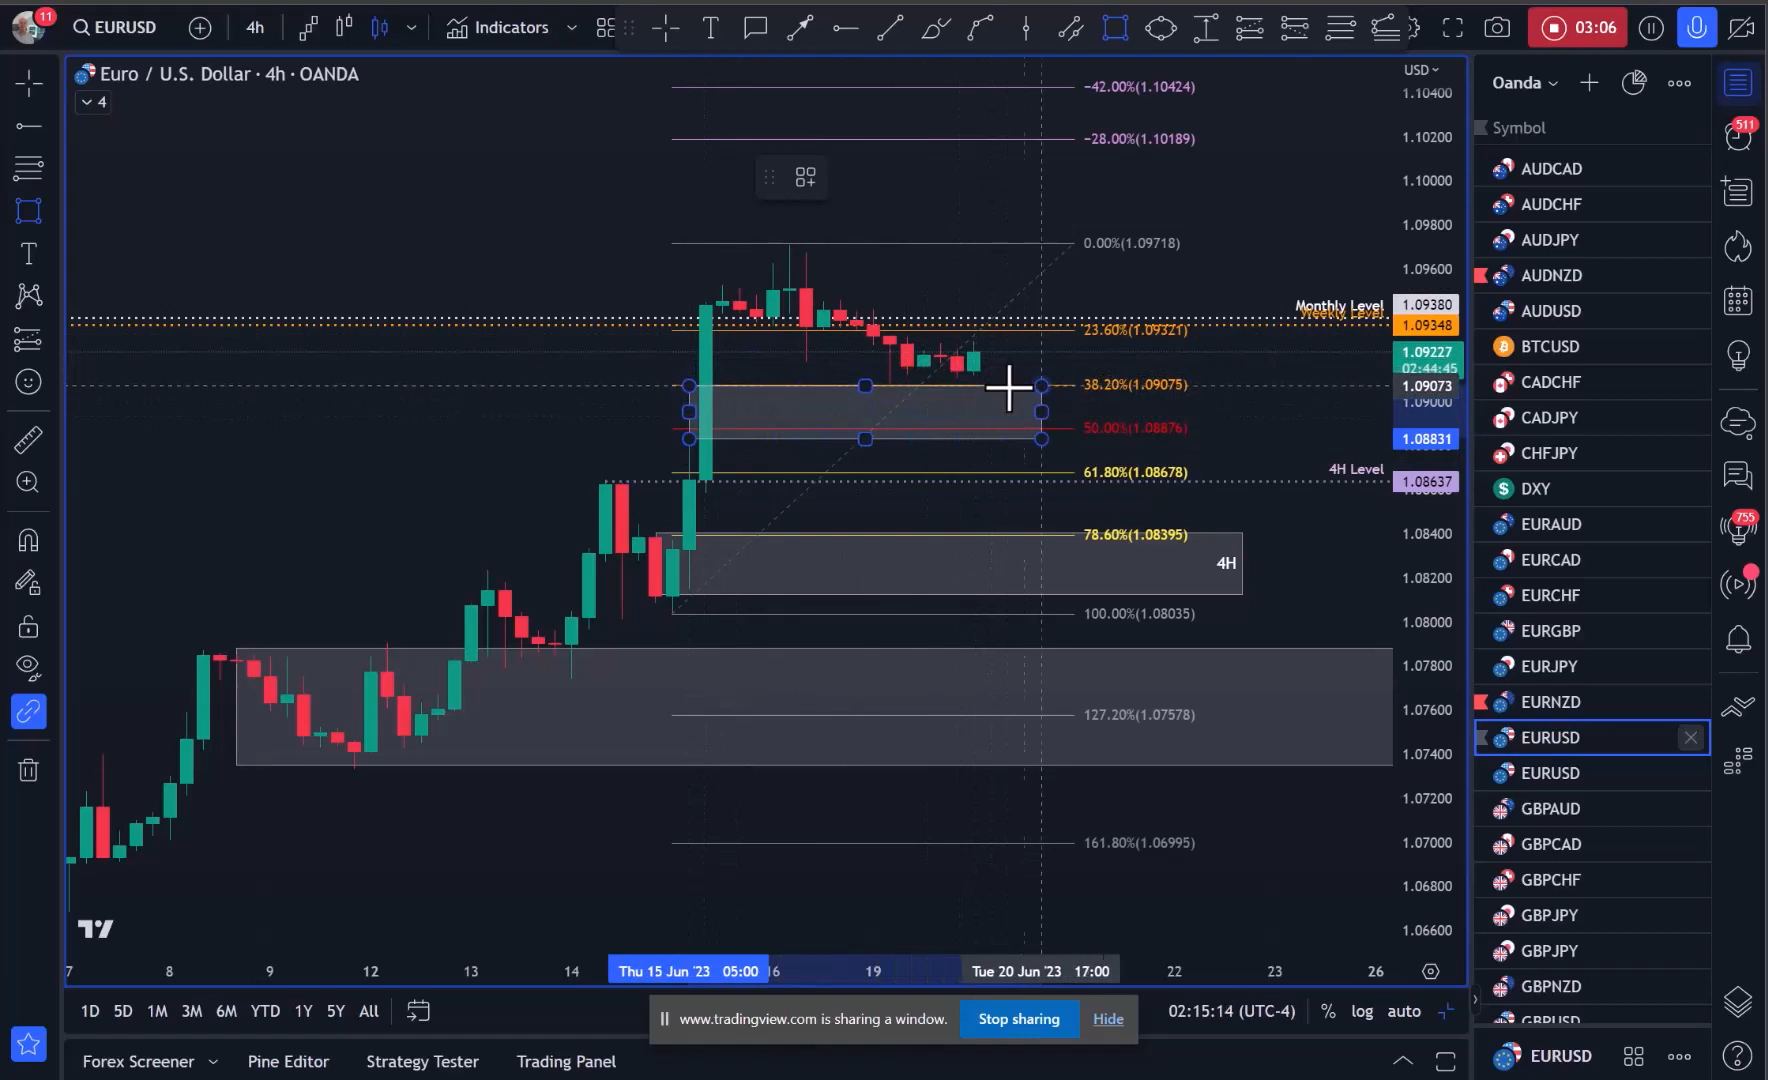 11
EURUSD
4h
Indicators
03:06
Euro / U.S. Dollar · 4h · OANDA
4
USD
-42.00%(1.10424)
-28.00%(1.10189)
0.00%(1.09718)
23.60%(1.09321)
38.20%(1.09075)
50.00%(1.08876)
61.80%(1.08678)
78.60%(1.08395)
100.00%(1.08035)
127.20%(1.07578)
161.80%(1.06995)
Monthly Level
Weekly Level
4H Level
4H
1.10400
1.10200
1.10000
1.09800
1.09600
1.09380
1.09348
1.09227
02:44:45
1.09073
1.09000
1.08831
1.08637
1.08400
1.08200
1.08000
1.07800
1.07600
1.07400
1.07200
1.07000
1.06800
1.06600
7 8 9 12 13 14 Thu 15 Jun '23 05:00 16 19 Tue 20 Jun '23 17:00 22 23 26
1D 5D 1M 3M 6M YTD 1Y 5Y All
www.tradingview.com is sharing a window.
Stop sharing
Hide
02:15:14 (UTC-4)
% log auto
Forex Screener Pine Editor Strategy Tester Trading Panel
Oanda
Symbol
AUDCAD
AUDCHF
AUDJPY
AUDNZD
AUDUSD
BTCUSD
CADCHF
CADJPY
CHFJPY
DXY
EURAUD
EURCAD
EURCHF
EURGBP
EURJPY
EURNZD
EURUSD
EURUSD
GBPAUD
GBPCAD
GBPCHF
GBPJPY
GBPJPY
GBPNZD
GBPUSD
EURUSD
511
755